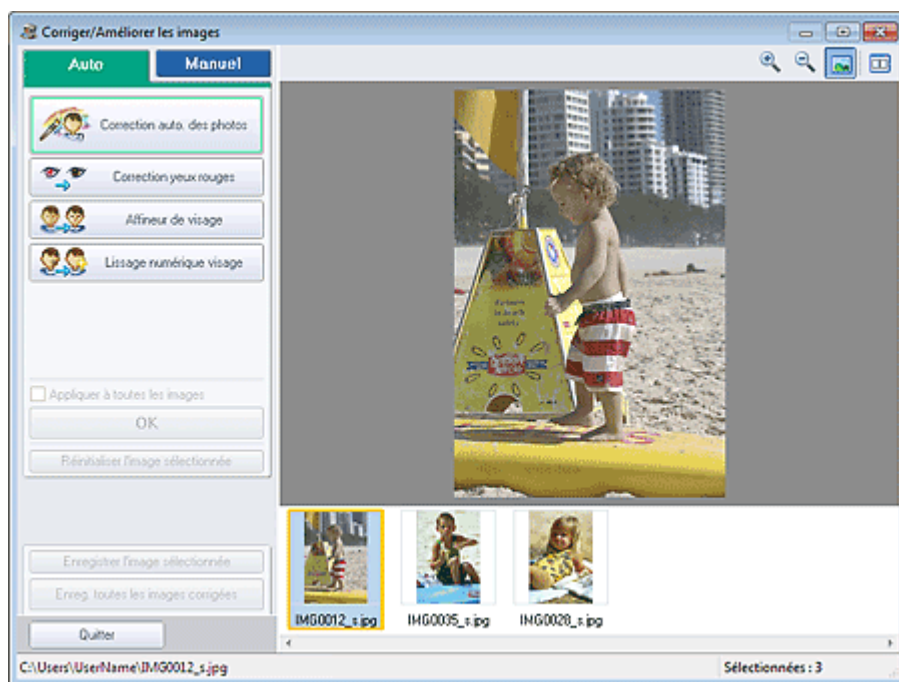 Corriger/Améliorer les images
Auto
Manuel
Correction auto. des photos
Correction yeux rouges
Affineur de visage
Lissage numérique visage
Appliquer à toutes les images
OK
Réinitialiser l'image sélectionnée
Enregistrer l'image sélectionnée
Enreg. toutes les images corrigées
Quitter
IMG0012_s.jpg
IMG0035_s.jpg
IMG0028_s.jpg
C:\Users\UserName\IMG0012_s.jpg
Sélectionnées : 3